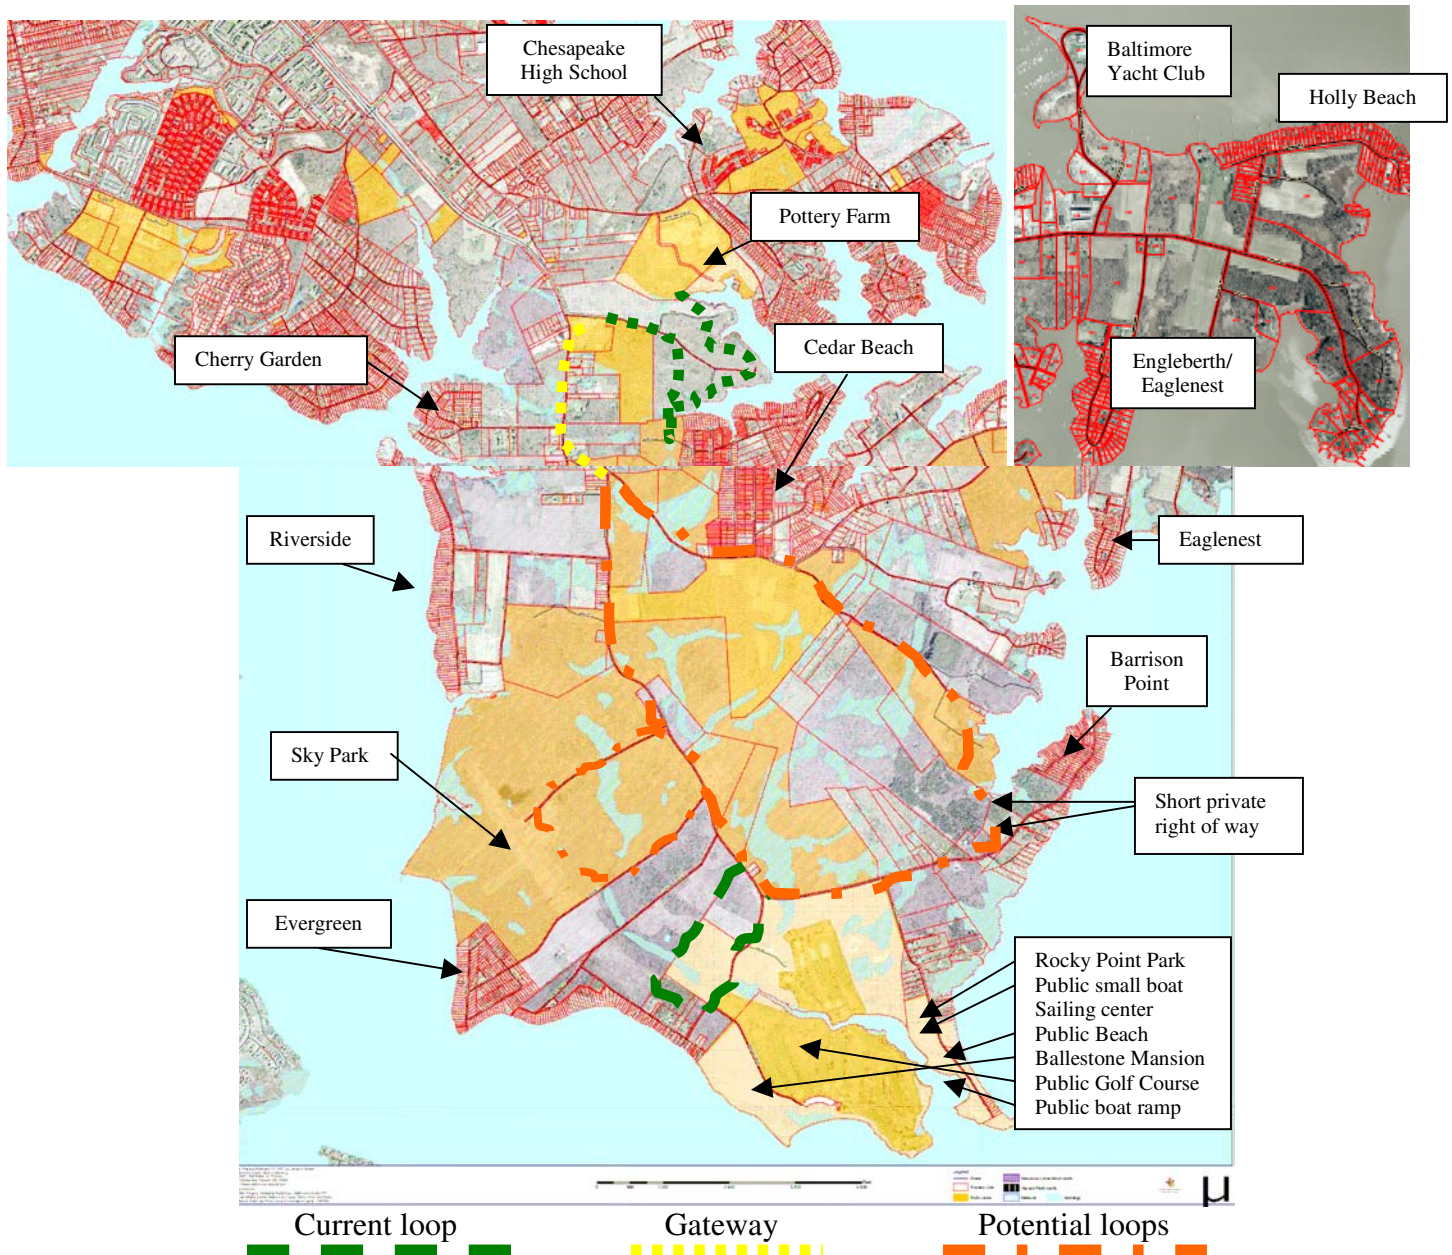 Chesapeake
High School
Baltimore
Yacht Club
Holly Beach
Pottery Farm
Cherry Garden
Cedar Beach
Engleberth/
Eaglenest
Riverside
Eaglenest
Barrison
Point
Sky Park
Short private
right of way
Evergreen
Rocky Point Park
Public small boat
Sailing center
Public Beach
Ballestone Mansion
Public Golf Course
Public boat ramp
Current loop
Gateway
Potential loops